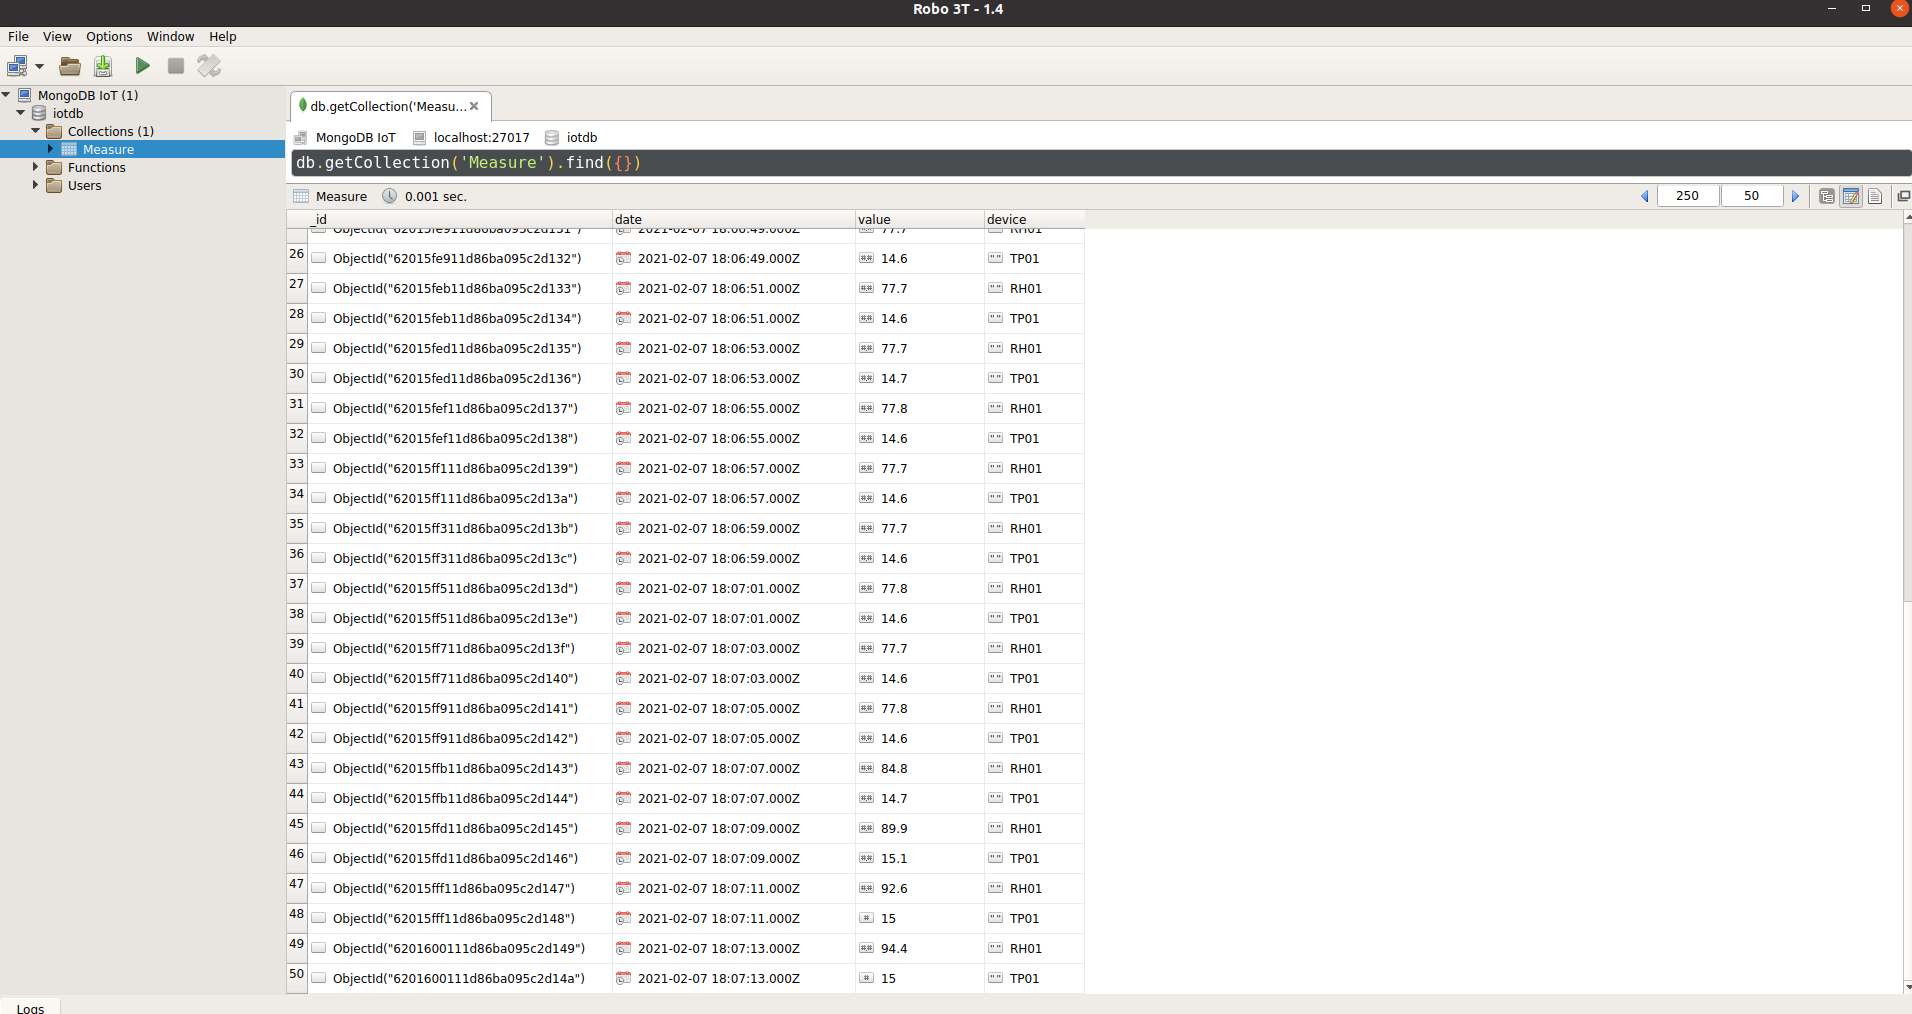 Robo 3T - 1.4
File View Options Window Help
MongoDB IoT (1)
iotdb
Collections (1)
Measure
Functions
Users
db.getCollection('Measu...
MongoDB IoT localhost:27017 iotdb
db.getCollection('Measure').find({})
Measure 0.001 sec. 250 50
_id date value device
ObjectId("62015fe911d86ba095c2d131") 2021-02-07 18:06:49.000Z 77.7 RH01
26 ObjectId("62015fe911d86ba095c2d132") 2021-02-07 18:06:49.000Z 14.6 TP01
27 ObjectId("62015feb11d86ba095c2d133") 2021-02-07 18:06:51.000Z 77.7 RH01
28 ObjectId("62015feb11d86ba095c2d134") 2021-02-07 18:06:51.000Z 14.6 TP01
29 ObjectId("62015fed11d86ba095c2d135") 2021-02-07 18:06:53.000Z 77.7 RH01
30 ObjectId("62015fed11d86ba095c2d136") 2021-02-07 18:06:53.000Z 14.7 TP01
31 ObjectId("62015fef11d86ba095c2d137") 2021-02-07 18:06:55.000Z 77.8 RH01
32 ObjectId("62015fef11d86ba095c2d138") 2021-02-07 18:06:55.000Z 14.6 TP01
33 ObjectId("62015ff111d86ba095c2d139") 2021-02-07 18:06:57.000Z 77.7 RH01
34 ObjectId("62015ff111d86ba095c2d13a") 2021-02-07 18:06:57.000Z 14.6 TP01
35 ObjectId("62015ff311d86ba095c2d13b") 2021-02-07 18:06:59.000Z 77.7 RH01
36 ObjectId("62015ff311d86ba095c2d13c") 2021-02-07 18:06:59.000Z 14.6 TP01
37 ObjectId("62015ff511d86ba095c2d13d") 2021-02-07 18:07:01.000Z 77.8 RH01
38 ObjectId("62015ff511d86ba095c2d13e") 2021-02-07 18:07:01.000Z 14.6 TP01
39 ObjectId("62015ff711d86ba095c2d13f") 2021-02-07 18:07:03.000Z 77.7 RH01
40 ObjectId("62015ff711d86ba095c2d140") 2021-02-07 18:07:03.000Z 14.6 TP01
41 ObjectId("62015ff911d86ba095c2d141") 2021-02-07 18:07:05.000Z 77.8 RH01
42 ObjectId("62015ff911d86ba095c2d142") 2021-02-07 18:07:05.000Z 14.6 TP01
43 ObjectId("62015ffb11d86ba095c2d143") 2021-02-07 18:07:07.000Z 84.8 RH01
44 ObjectId("62015ffb11d86ba095c2d144") 2021-02-07 18:07:07.000Z 14.7 TP01
45 ObjectId("62015ffd11d86ba095c2d145") 2021-02-07 18:07:09.000Z 89.9 RH01
46 ObjectId("62015ffd11d86ba095c2d146") 2021-02-07 18:07:09.000Z 15.1 TP01
47 ObjectId("62015fff11d86ba095c2d147") 2021-02-07 18:07:11.000Z 92.6 RH01
48 ObjectId("62015fff11d86ba095c2d148") 2021-02-07 18:07:11.000Z 15 TP01
49 ObjectId("6201600111d86ba095c2d149") 2021-02-07 18:07:13.000Z 94.4 RH01
50 ObjectId("6201600111d86ba095c2d14a") 2021-02-07 18:07:13.000Z 15 TP01
Logs